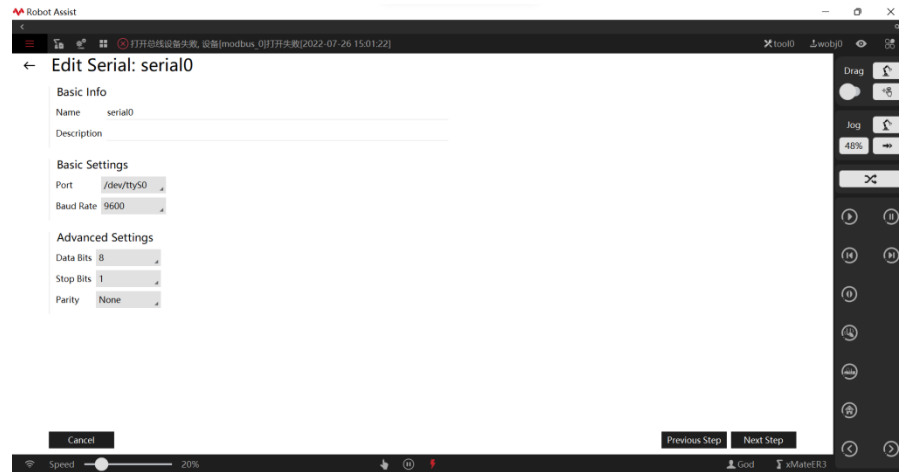 Robot Assist
打开总线设备失败, 设备[modbus_0]打开失败[2022-07-26 15:01:22]
tool0
wobj0
Edit Serial: serial0
Drag
Basic Info
Name serial0
Description
Jog
48%
Basic Settings
Port /dev/ttyS0
Baud Rate 9600
Advanced Settings
Data Bits 8
Stop Bits 1
Parity None
Cancel
Previous Step
Next Step
Speed
20%
God
xMateER3